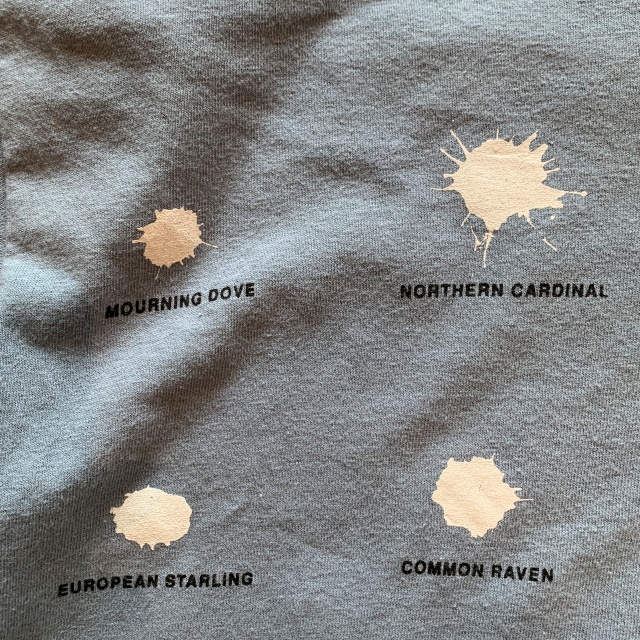 MOURNING DOVE
NORTHERN CARDINAL
EUROPEAN STARLING
COMMON RAVEN